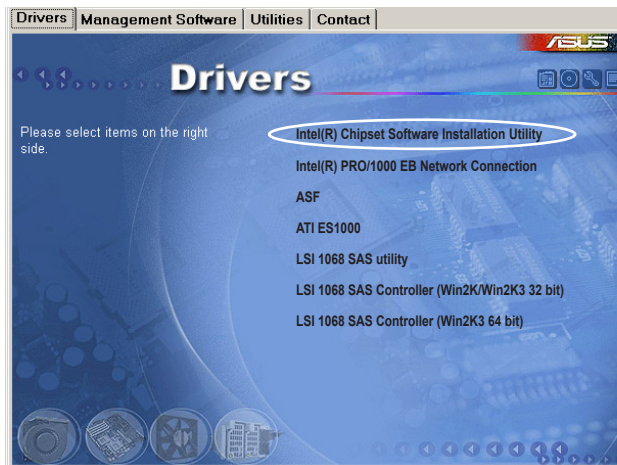 Drivers Management Software Utilities Contact
ASUS
Drivers
Please select items on the right
side.
Intel(R) Chipset Software Installation Utility
Intel(R) PRO/1000 EB Network Connection
ASF
ATI ES1000
LSI 1068 SAS utility
LSI 1068 SAS Controller (Win2K/Win2K3 32 bit)
LSI 1068 SAS Controller (Win2K3 64 bit)